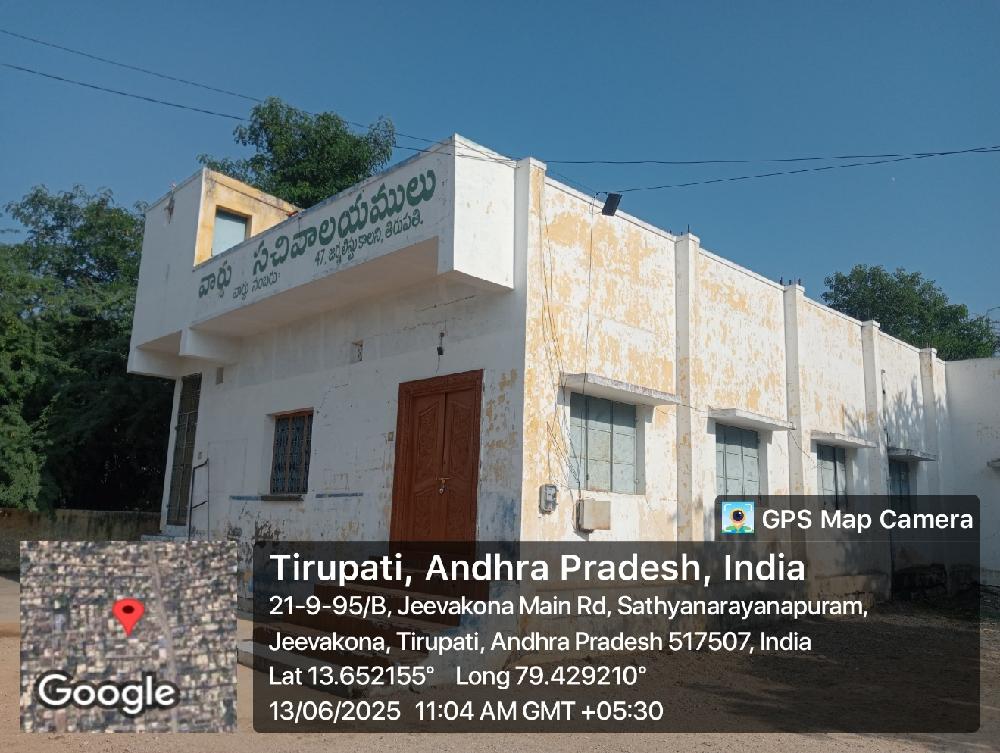 వార్డు సచివాలయములు
వార్డు నంబరు: 47, జర్నలిస్టు కాలని, తిరుపతి.
GPS Map Camera
Tirupati, Andhra Pradesh, India
21-9-95/B, Jeevakona Main Rd, Sathyanarayanapuram,
Jeevakona, Tirupati, Andhra Pradesh 517507, India
Lat 13.652155° Long 79.429210°
13/06/2025 11:04 AM GMT +05:30
Google